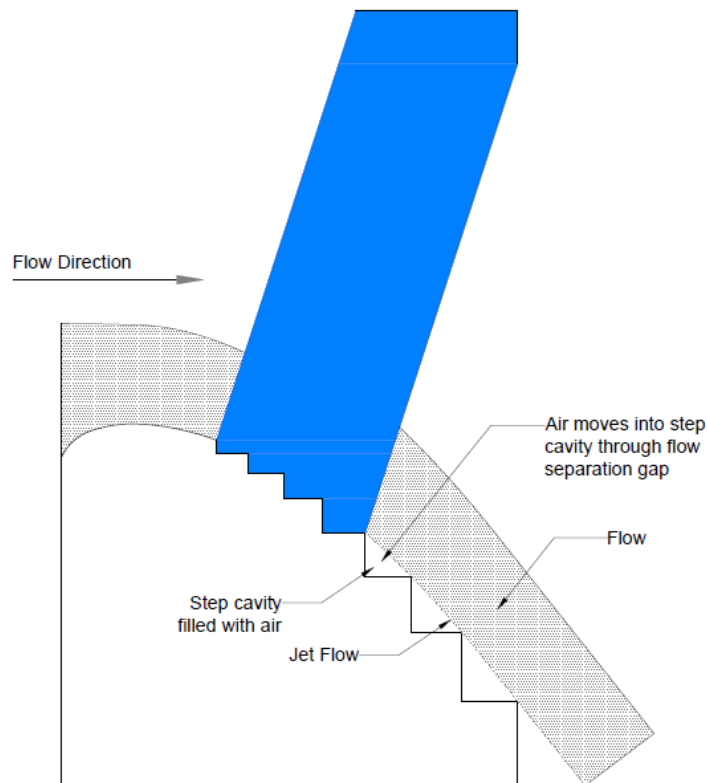 Flow Direction
Air moves into step
cavity through flow
separation gap
Flow
Step cavity
filled with air
Jet Flow